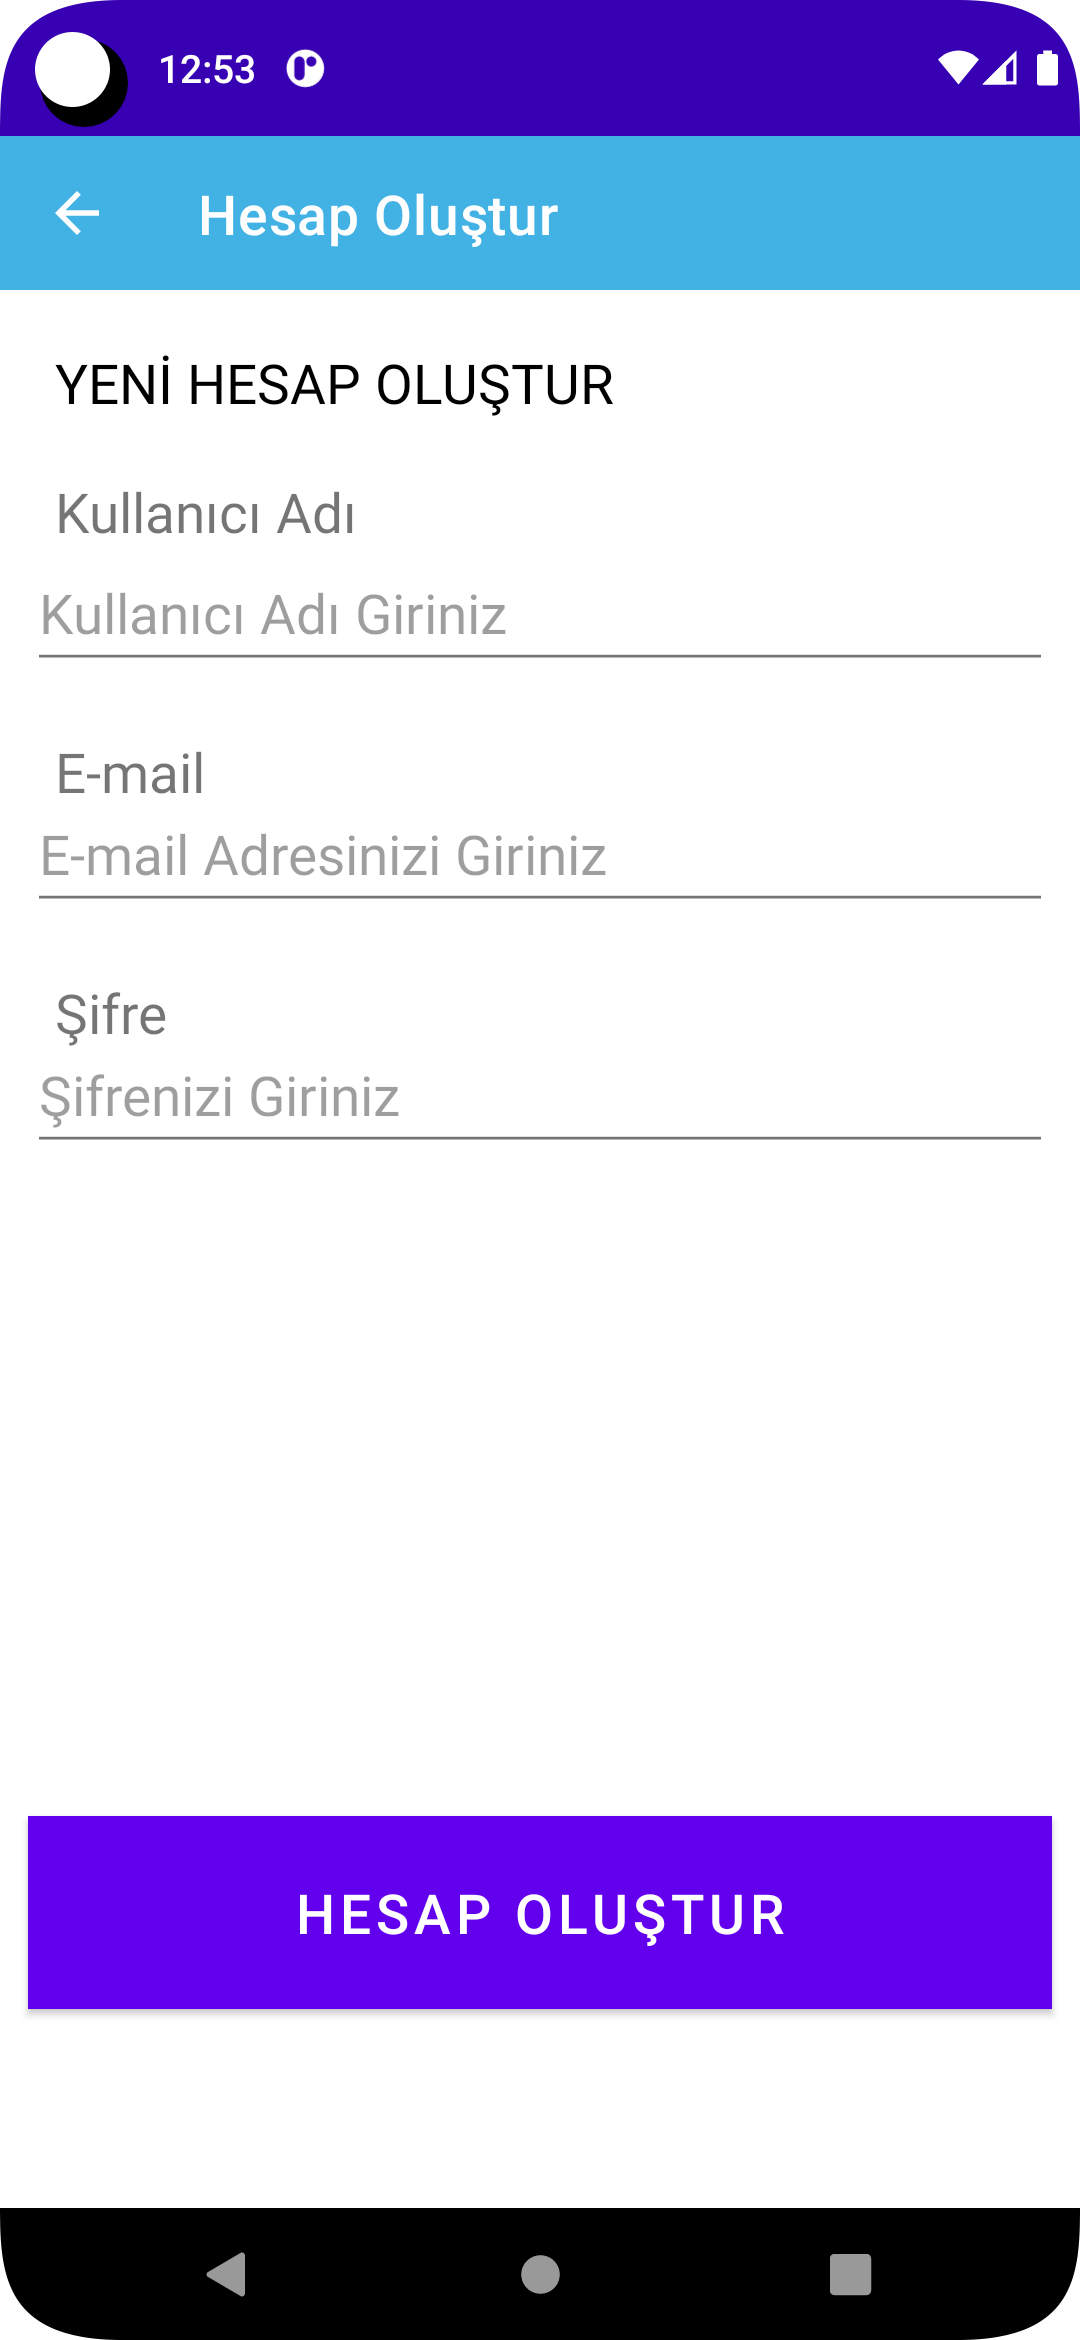 12:53
Hesap Oluştur
YENİ HESAP OLUŞTUR
Kullanıcı Adı
Kullanıcı Adı Giriniz
E-mail
E-mail Adresinizi Giriniz
Şifre
Şifrenizi Giriniz
HESAP OLUŞTUR